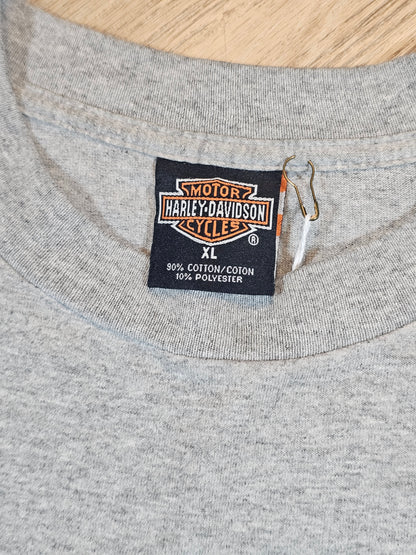 MOTOR
HARLEY-DAVIDSON
CYCLES
®
XL
90% COTTON/COTON
10% POLYESTER